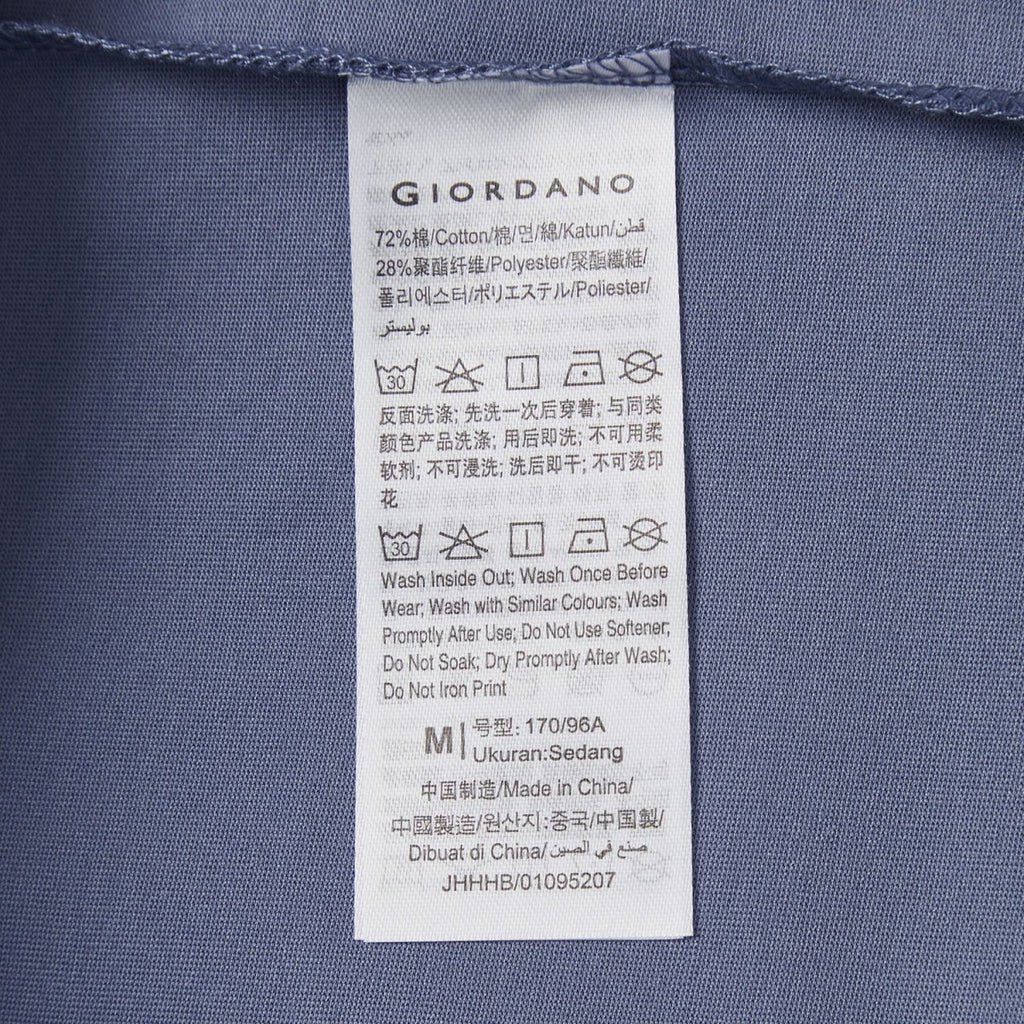 GIORDANO
72%棉/Cotton/棉/면/綿/Katun/قطن
28%聚酯纤维/Polyester/聚酯纖維/
폴리에스터/ポリエステル/Poliester/
بوليستر
30
反面洗涤; 先洗一次后穿着; 与同类
颜色产品洗涤; 用后即洗; 不可用柔
软剂; 不可浸洗; 洗后即干; 不可烫印
花
30
Wash Inside Out; Wash Once Before
Wear; Wash with Similar Colours; Wash
Promptly After Use; Do Not Use Softener;
Do Not Soak; Dry Promptly After Wash;
Do Not Iron Print
M| 号型: 170/96A
Ukuran:Sedang
中国制造/Made in China/
中國製造/원산지:중국/中国製/
Dibuat di China/صنع في الصين
JHHHB/01095207